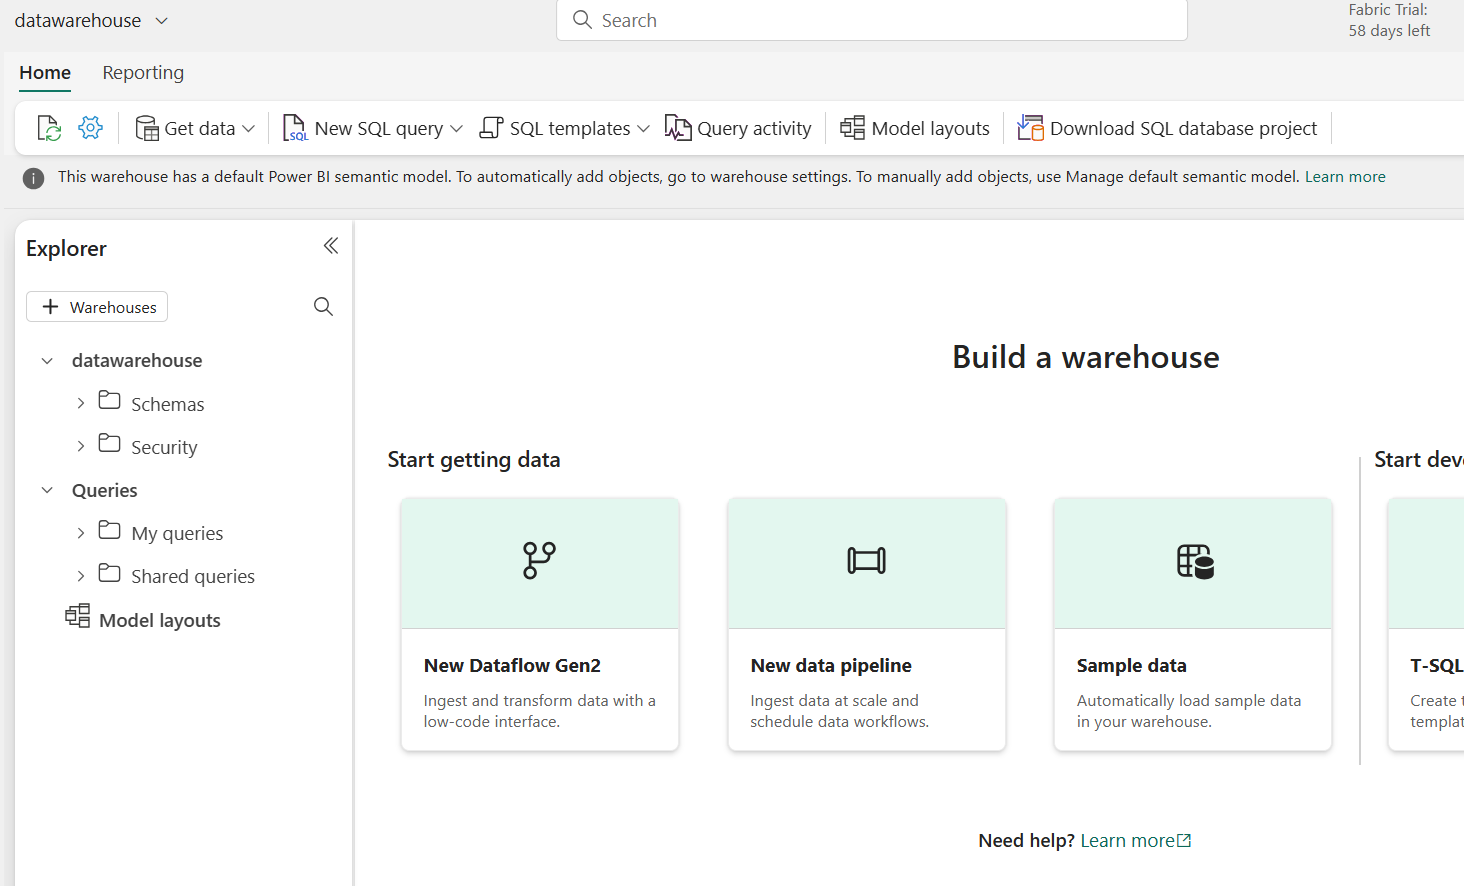 datawarehouse
Search
Fabric Trial:
58 days left
Home
Reporting
Get data
SQL
New SQL query
SQL templates
Query activity
Model layouts
Download SQL database project
This warehouse has a default Power BI semantic model. To automatically add objects, go to warehouse settings. To manually add objects, use Manage default semantic model. Learn more
Explorer
Warehouses
datawarehouse
Schemas
Security
Queries
My queries
Shared queries
Model layouts
Build a warehouse
Start getting data
Start dev
New Dataflow Gen2
Ingest and transform data with a
low-code interface.
New data pipeline
Ingest data at scale and
schedule data workflows.
Sample data
Automatically load sample data
in your warehouse.
T-SQL
Create t
templat
Need help? Learn more